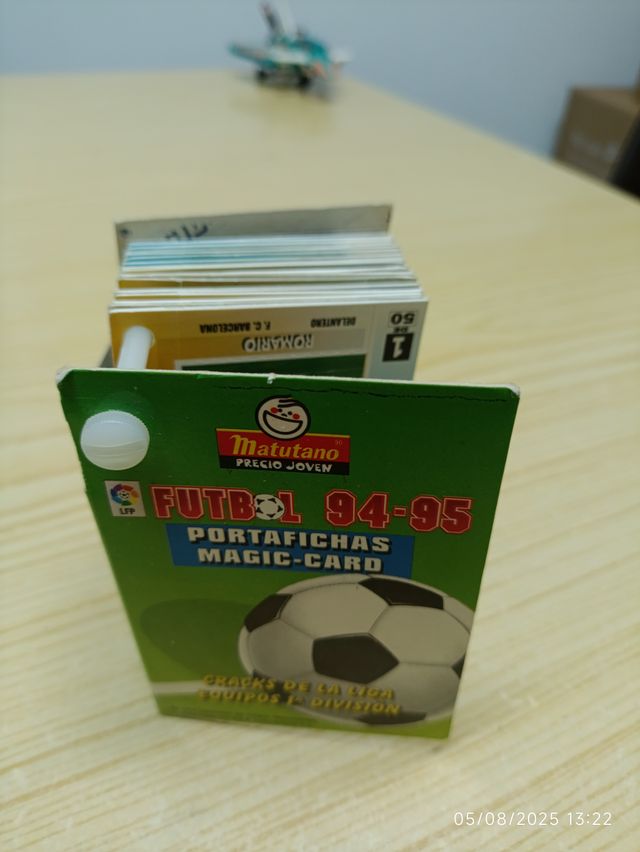 1
DE
50
DELANTERO
F. C. BARCELONA
ROMARIO
Matutano
PRECIO JOVEN
LFP
FUTBOL 94-95
PORTAFICHAS
MAGIC-CARD
CRACKS DE LA LIGA
EQUIPOS 1ª DIVISION
05/08/2025 13:22